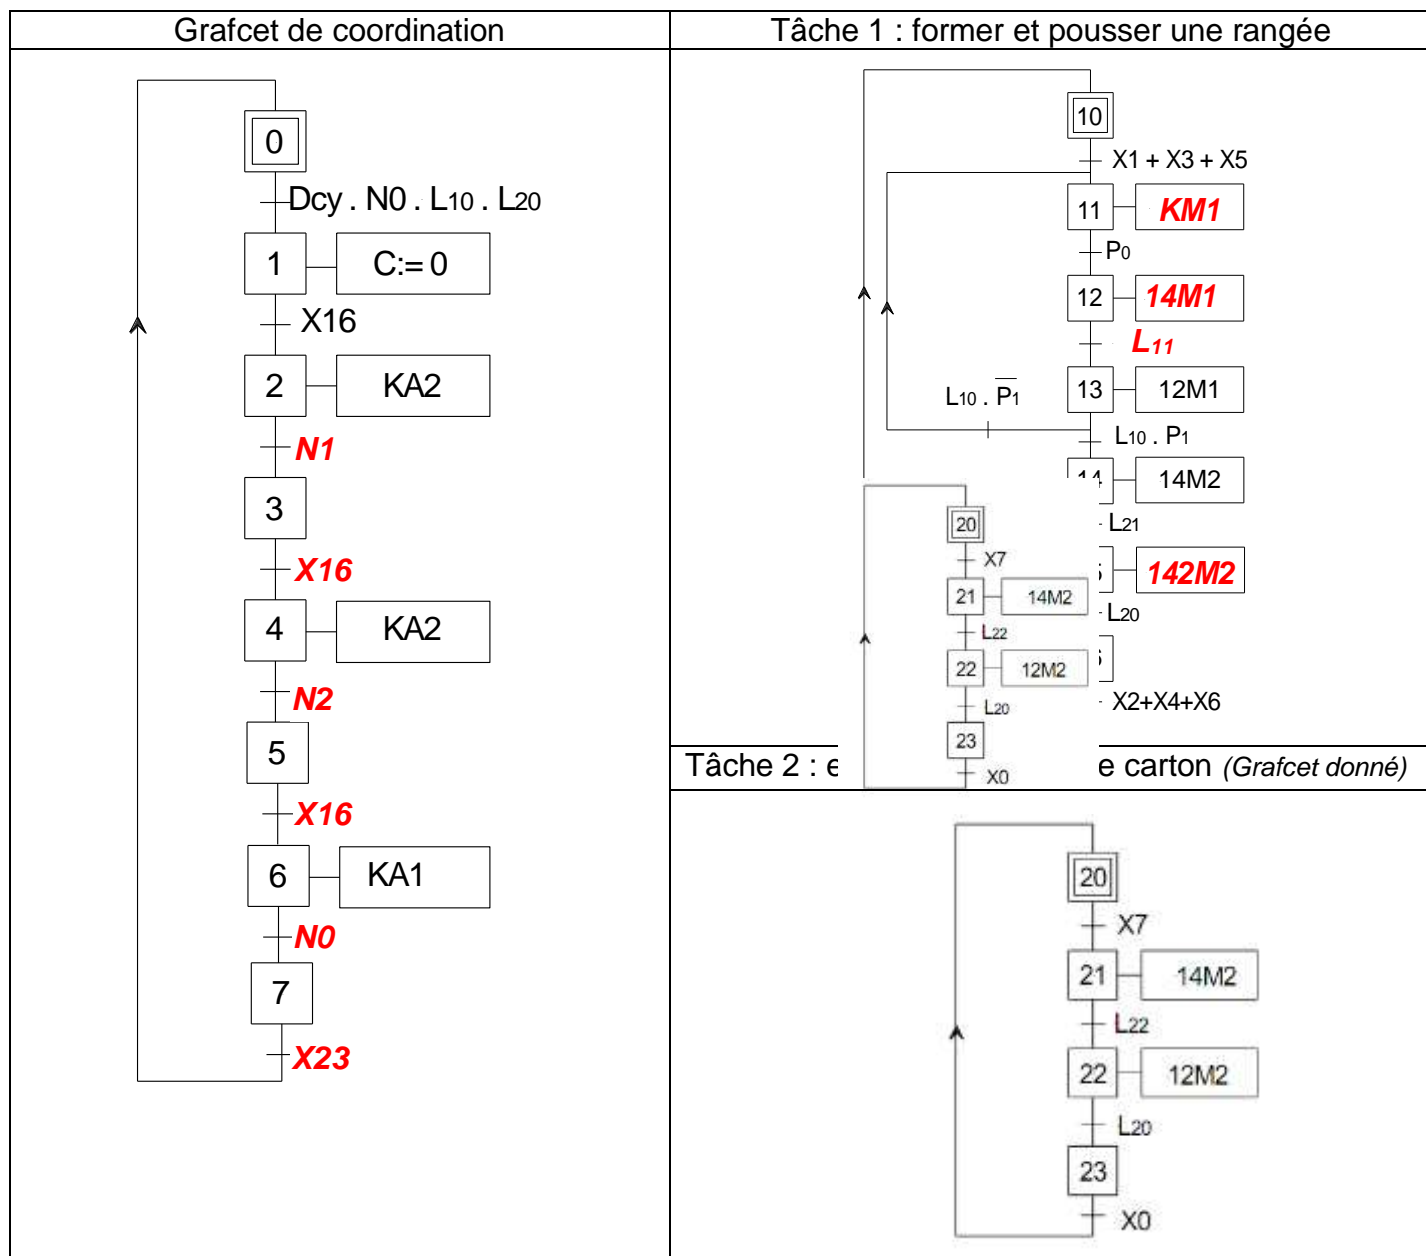 Grafcet de coordination
0
Dcy . N0 . L10 . L20
1
C:= 0
X16
2
KA2
N1
3
X16
4
KA2
N2
5
X16
6
KA1
N0
7
X23
Tâche 1 : former et pousser une rangée
10
X1 + X3 + X5
11
KM1
P0
12
14M1
L11
13
12M1
L10 . P̅1̅
L10 . P1
14M2
L21
142M2
L20
X2+X4+X6
20
X7
21
14M2
L22
22
12M2
L20
23
X0
Tâche 2 : e
e carton (Grafcet donné)
20
X7
21
14M2
L22
22
12M2
L20
23
X0